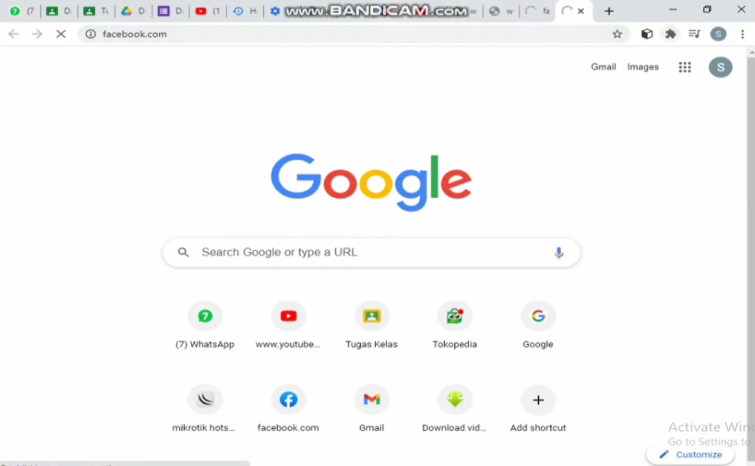 (7
D
Tu
D
D
(1
H
www.BANDICAM.com
w
w
fa
facebook.com
S
Gmail Images
S
Google
Search Google or type a URL
(7) WhatsApp www.youtube... Tugas Kelas Tokopedia Google
mikrotik hots... facebook.com Gmail Download vid... Add shortcut
Activate Win
Go to Settings to
Customize